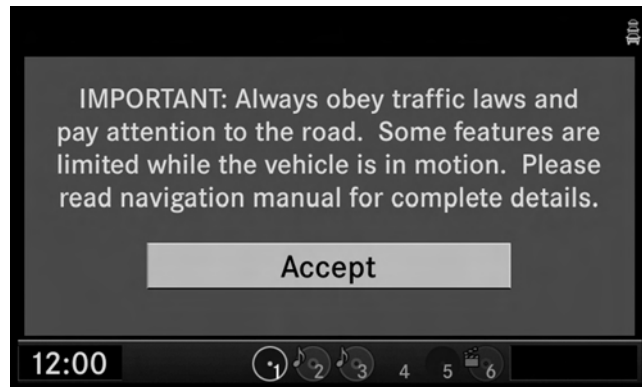 IMPORTANT: Always obey traffic laws and
pay attention to the road.  Some features are
limited while the vehicle is in motion.  Please
read navigation manual for complete details.
Accept
12:00 1 2 3 4 5 6